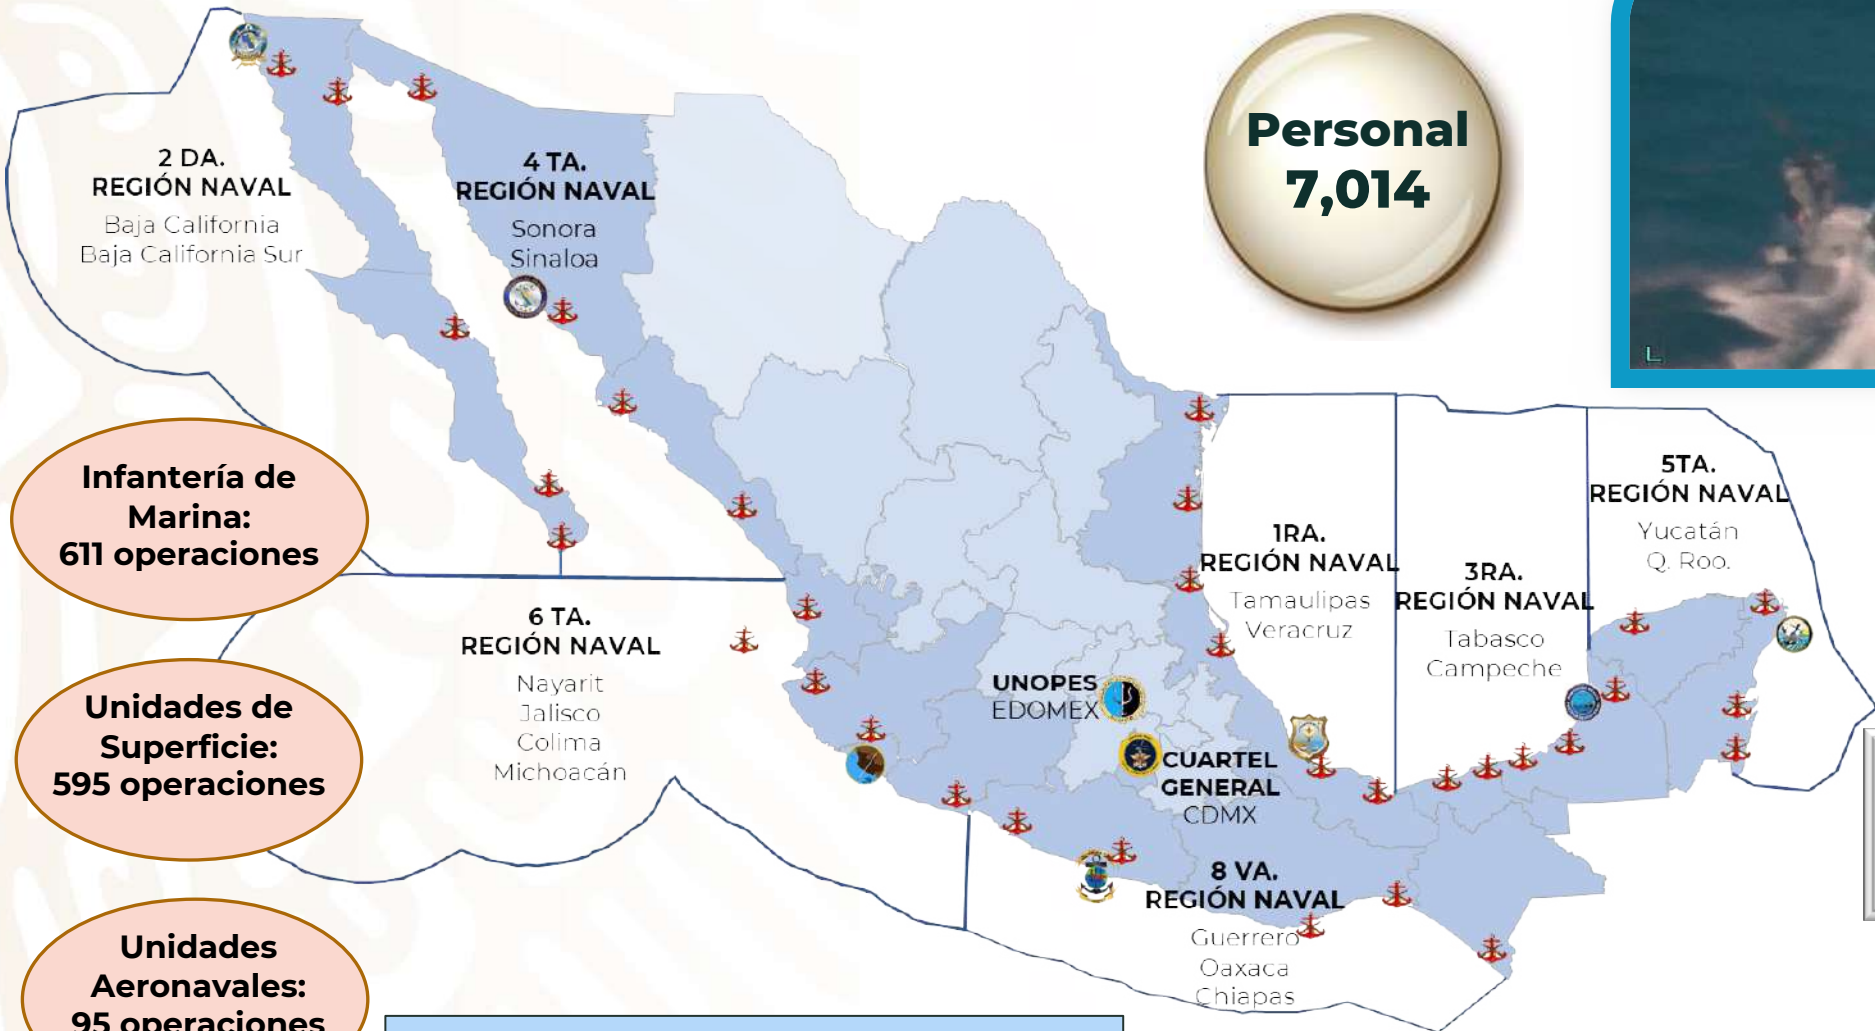 Personal
7,014
2 DA.
REGIÓN NAVAL
Baja California
Baja California Sur
4 TA.
REGIÓN NAVAL
Sonora
Sinaloa
Infantería de
Marina:
611 operaciones
5TA.
REGIÓN NAVAL
Yucatán
Q. Roo.
1RA.
REGIÓN NAVAL
Tamaulipas
Veracruz
3RA.
REGIÓN NAVAL
Tabasco
Campeche
6 TA.
REGIÓN NAVAL
Nayarit
Jalisco
Colima
Michoacán
UNOPES
EDOMEX
Unidades de
Superficie:
595 operaciones
CUARTEL
GENERAL
CDMX
8 VA.
REGIÓN NAVAL
Guerrero
Oaxaca
Chiapas
Unidades
Aeronavales:
95 operaciones